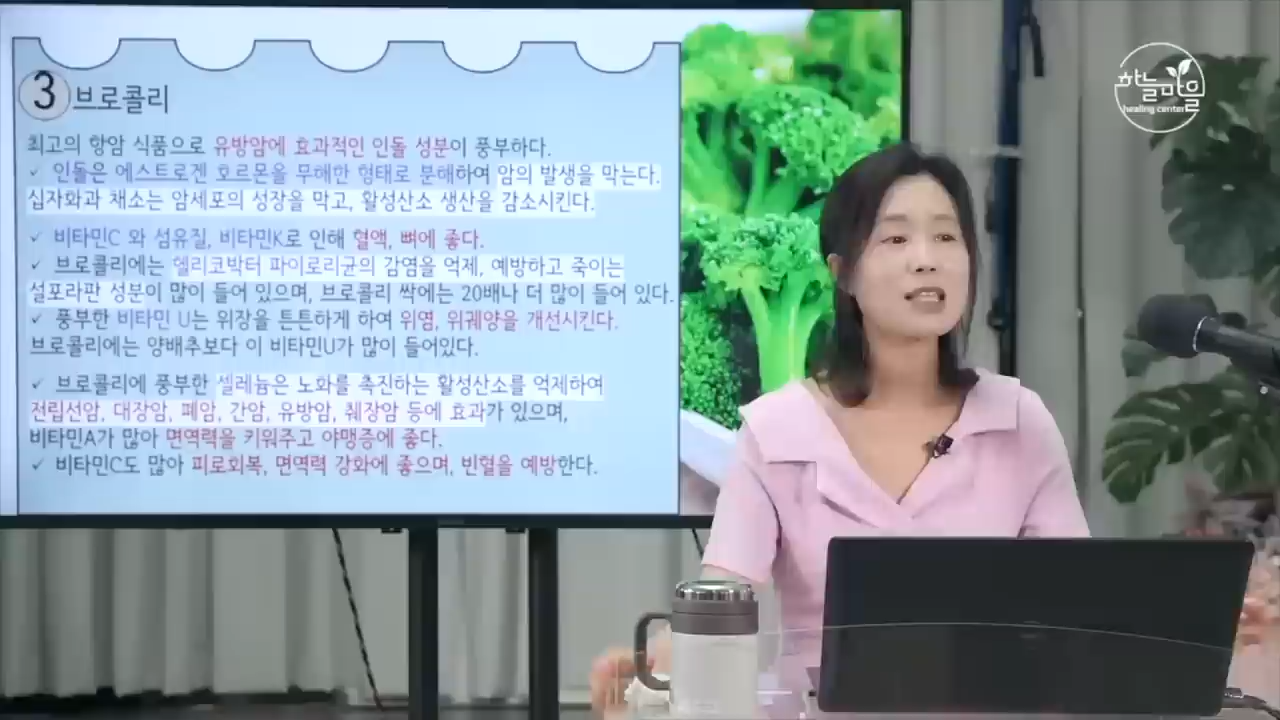 3 브로콜리
최고의 항암 식품으로 유방암에 효과적인 인돌 성분이 풍부하다.
✓ 인돌은 에스트로겐 호르몬을 무해한 형태로 분해하여 암의 발생을 막는다.
십자화과 채소는 암세포의 성장을 막고, 활성산소 생산을 감소시킨다.
✓ 비타민C 와 섬유질, 비타민K로 인해 혈액, 뼈에 좋다.
✓ 브로콜리에는 헬리코박터 파이로리균의 감염을 억제, 예방하고 죽이는
설포라판 성분이 많이 들어 있으며, 브로콜리 싹에는 20배나 더 많이 들어 있다.
✓ 풍부한 비타민 U는 위장을 튼튼하게 하여 위염, 위궤양을 개선시킨다.
브로콜리에는 양배추보다 이 비타민U가 많이 들어있다.
✓ 브로콜리에 풍부한 셀레늄은 노화를 촉진하는 활성산소를 억제하여
전립선암, 대장암, 폐암, 간암, 유방암, 췌장암 등에 효과가 있으며,
비타민A가 많아 면역력을 키워주고 야맹증에 좋다.
✓ 비타민C도 많아 피로회복, 면역력 강화에 좋으며, 빈혈을 예방한다.
하늘마을
healing center